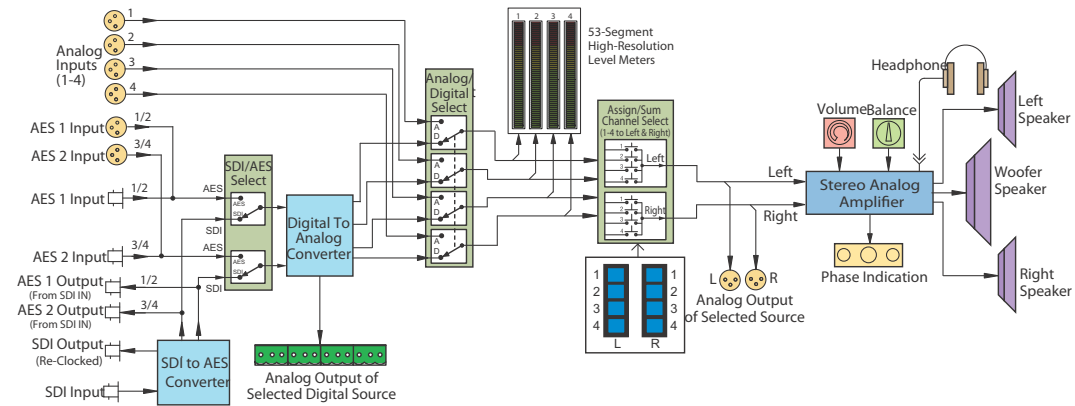 1
2
3
4
Analog
Inputs
(1-4)
AES 1 Input
1/2
AES 2 Input
3/4
AES 1 Input
1/2
AES 2 Input
3/4
AES 1 Output
(From SDI IN)
1/2
AES 2 Output
(From SDI IN)
3/4
SDI Output
(Re-Clocked)
SDI Input
SDI to AES
Converter
SDI/AES
Select
AES
AES
SDI
SDI
AES
AES
SDI
SDI
Digital To
Analog
Converter
Analog Output of
Selected Digital Source
Analog/
Digital
Select
A
D
A
D
A
D
A
D
1 2 3 4
53-Segment
High-Resolution
Level Meters
Assign/Sum
Channel Select
(1-4 to Left & Right)
1
2
3
4
Left
1
2
3
4
Right
1 1
2 2
3 3
4 4
L R
Left
Right
L R
Analog Output
of Selected Source
Volume
Balance
Headphone
Stereo Analog
Amplifier
Phase Indication
Left
Speaker
Woofer
Speaker
Right
Speaker